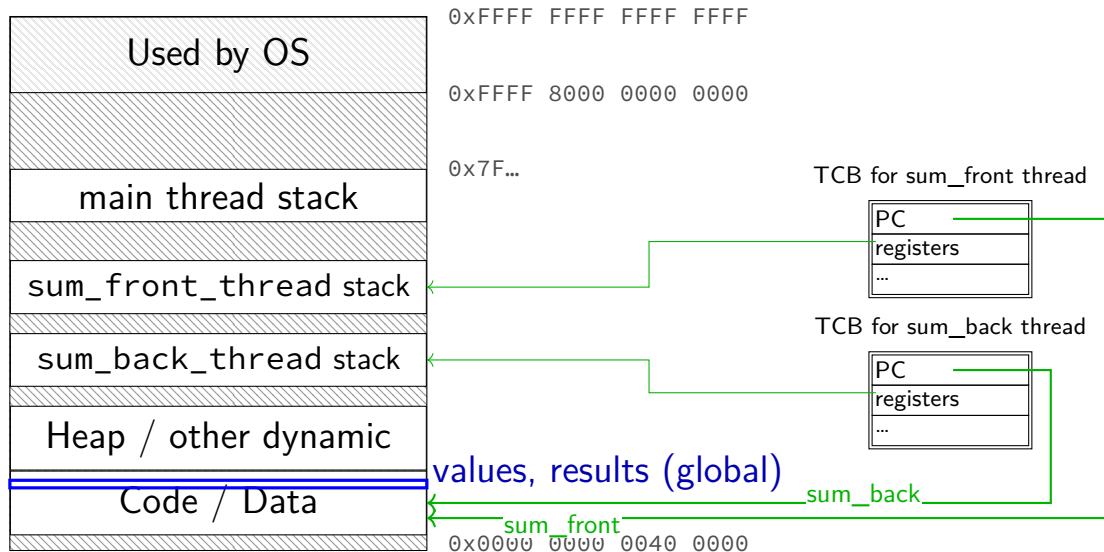 0xFFFF FFFF FFFF FFFF
Used by OS
0xFFFF 8000 0000 0000
0x7F…
main thread stack
sum_front_thread stack
sum_back_thread stack
Heap / other dynamic
values, results (global)
Code / Data
0x0000 0000 0040 0000
TCB for sum_front thread
PC
registers
...
TCB for sum_back thread
PC
registers
...
sum_back
sum_front